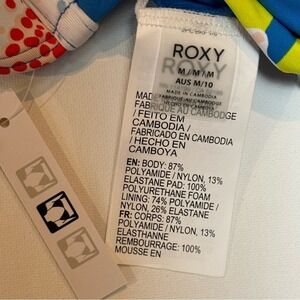 ROXY
M / M / M
AUS M/10
MADE IN CAMBODIA
FABRIQUE AU CAMBODGE
/ FEITO EM
CAMBODIA /
FABRICADO EN CAMBODIA
/ HECHO EN
CAMBOYA
EN: BODY: 87%
POLYAMIDE / NYLON, 13%
ELASTANE PAD: 100%
POLYURETHANE FOAM
LINING: 74% POLYAMIDE /
NYLON, 26% ELASTANE
FR: CORPS: 87%
POLYAMIDE / NYLON, 13%
ELASTHANNE
REMBOURRAGE: 100%
MOUSSE EN